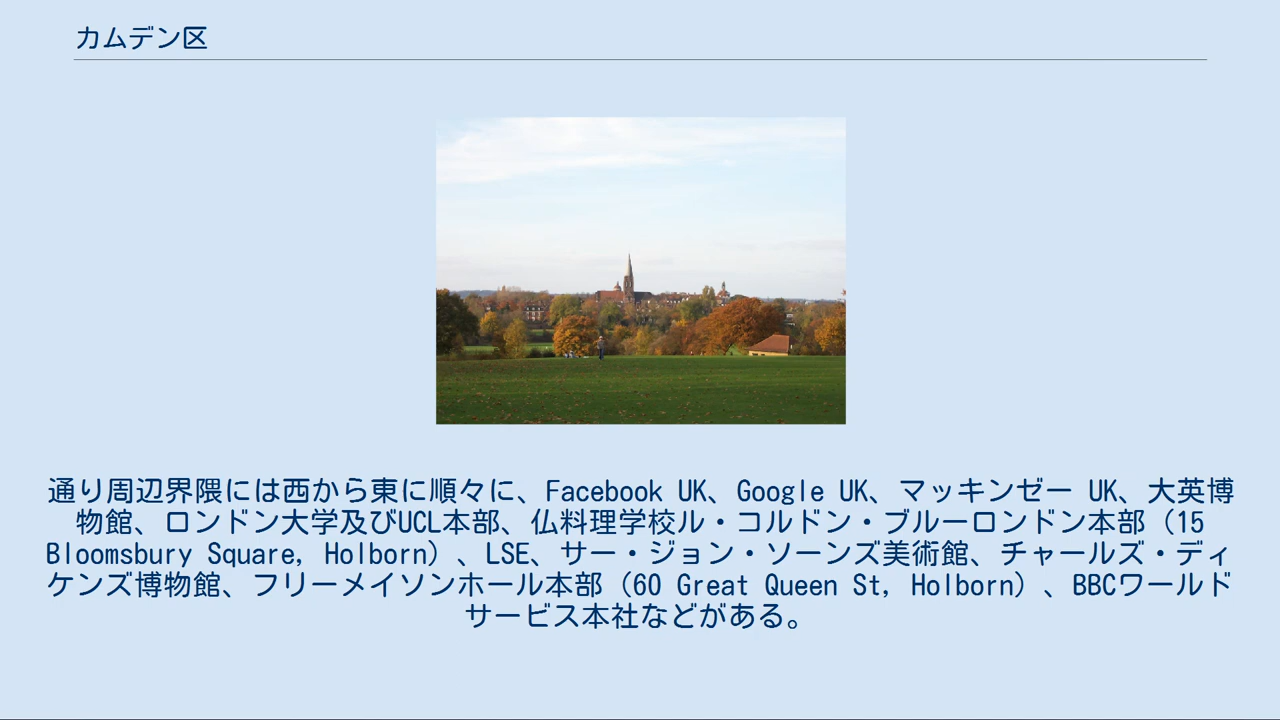 カムデン区
通り周辺界隈には西から東に順々に、Facebook UK、Google UK、マッキンゼー UK、大英博
物館、ロンドン大学及びUCL本部、仏料理学校ル・コルドン・ブルーロンドン本部（15
Bloomsbury Square, Holborn）、LSE、サー・ジョン・ソーンズ美術館、チャールズ・ディ
ケンズ博物館、フリーメイソンホール本部（60 Great Queen St, Holborn）、BBCワールド
サービス本社などがある。